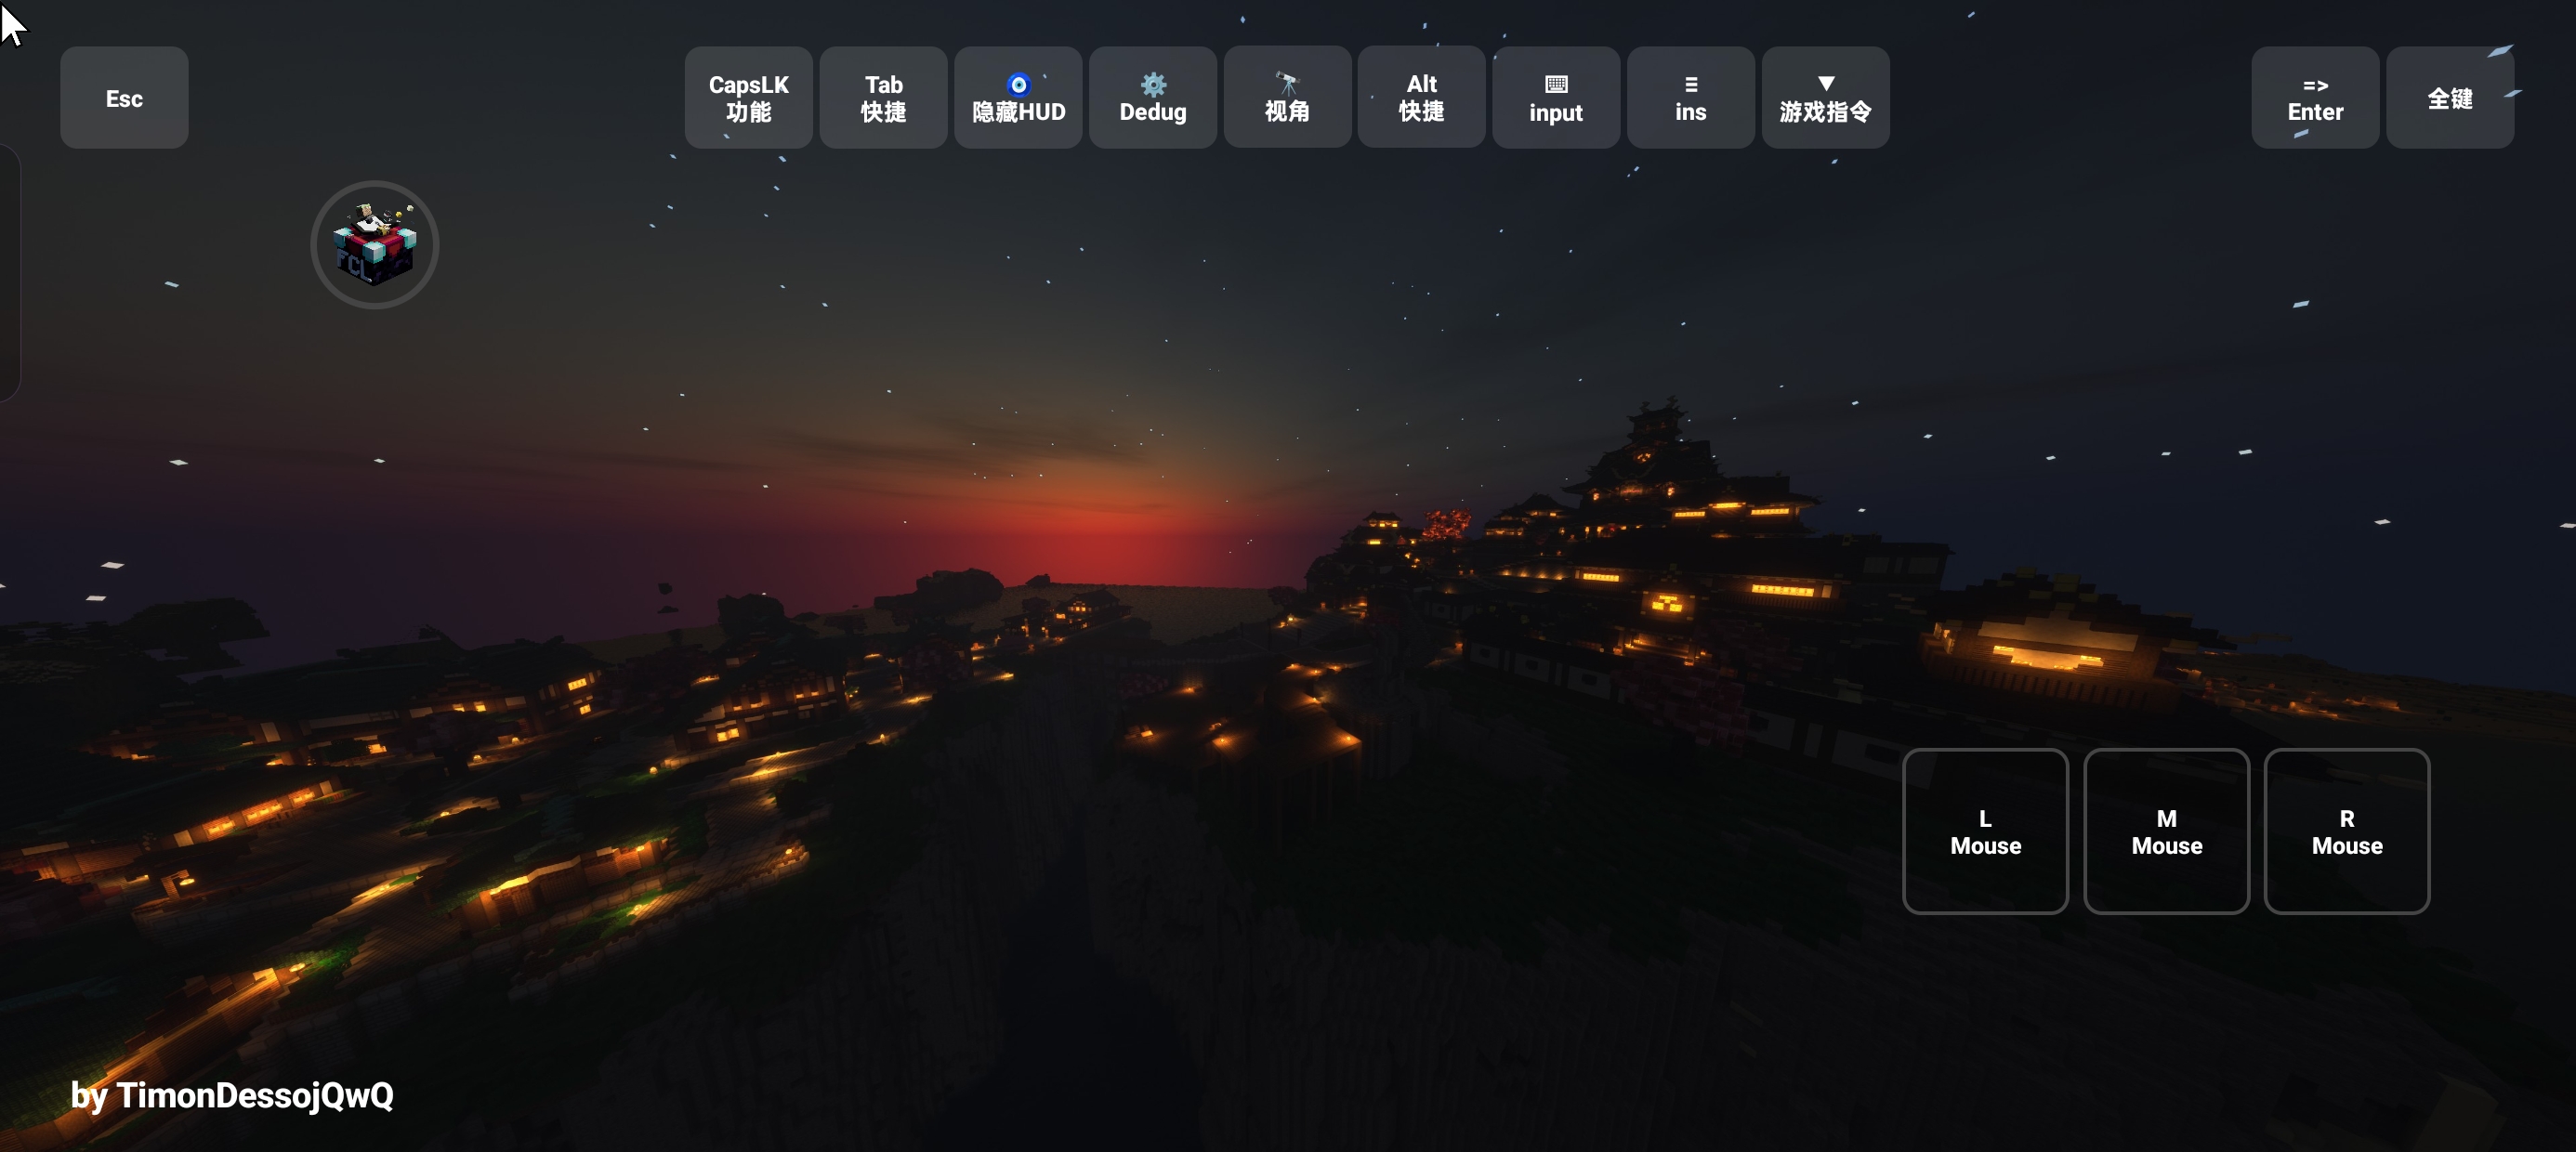 Esc
CapsLK
功能
Tab
快捷
隐藏HUD
Dedug
视角
Alt
快捷
input
ins
游戏指令
=>
Enter
全键
FCL
L
Mouse
M
Mouse
R
Mouse
by TimonDessojQwQ